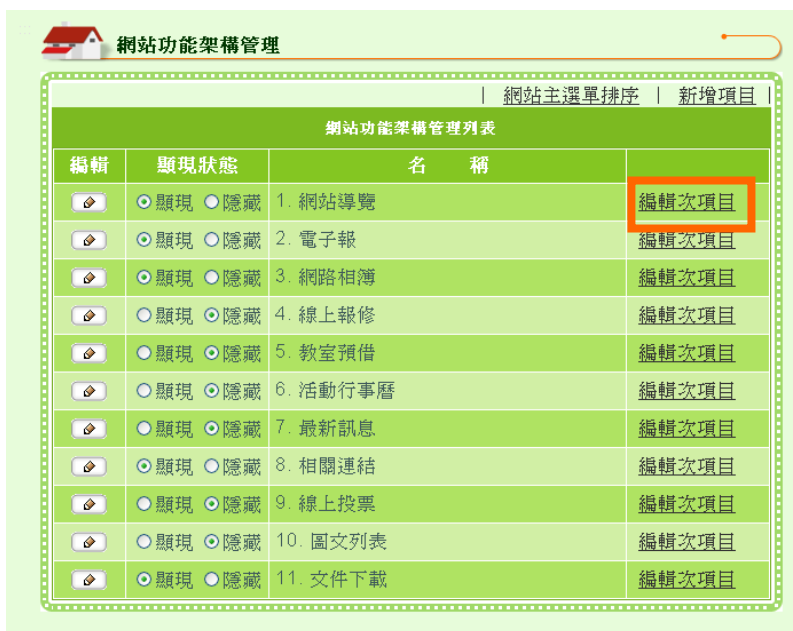 網站功能架構管理
| 網站主選單排序 | 新增項目 |
網站功能架構管理列表
編輯 顯現狀態 名 稱
顯現 隱藏 1. 網站導覽 編輯次項目
顯現 隱藏 2. 電子報 編輯次項目
顯現 隱藏 3. 網路相簿 編輯次項目
顯現 隱藏 4. 線上報修 編輯次項目
顯現 隱藏 5. 教室預借 編輯次項目
顯現 隱藏 6. 活動行事曆 編輯次項目
顯現 隱藏 7. 最新訊息 編輯次項目
顯現 隱藏 8. 相關連結 編輯次項目
顯現 隱藏 9. 線上投票 編輯次項目
顯現 隱藏 10. 圖文列表 編輯次項目
顯現 隱藏 11. 文件下載 編輯次項目